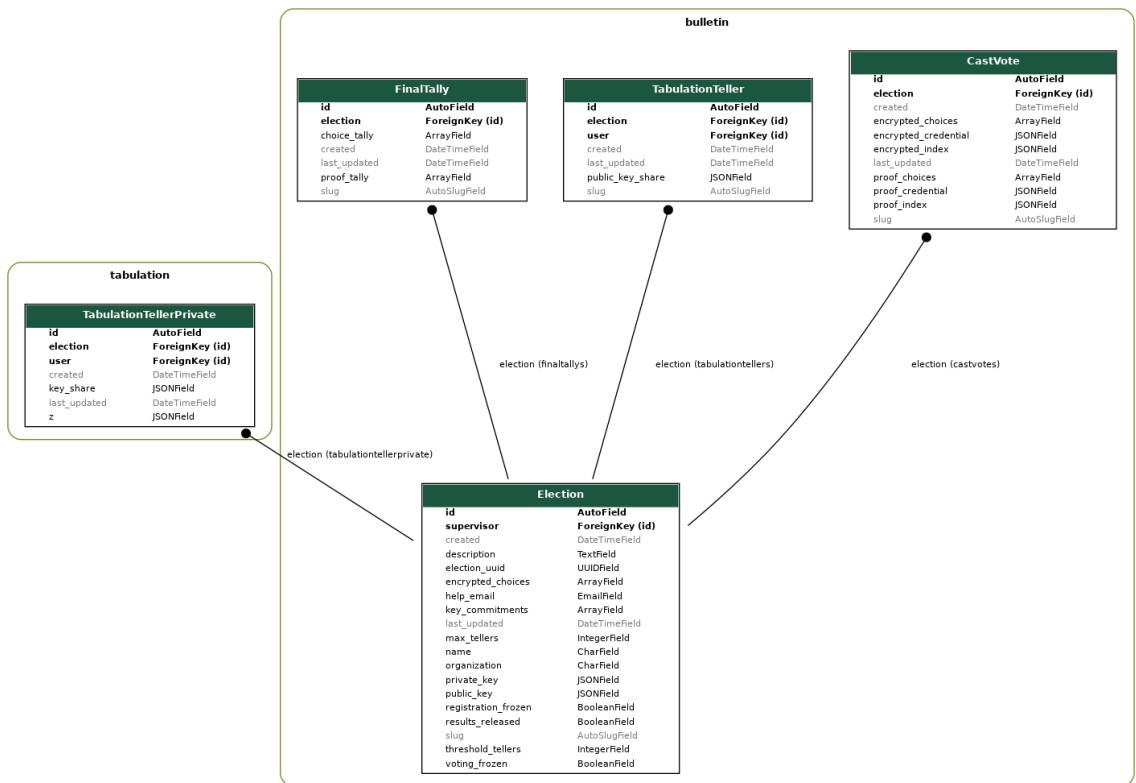 bulletin
FinalTally
id AutoField
election ForeignKey (id)
choice_tally ArrayField
created DateTimeField
last_updated DateTimeField
proof_tally ArrayField
slug AutoSlugField
TabulationTeller
id AutoField
election ForeignKey (id)
user ForeignKey (id)
created DateTimeField
last_updated DateTimeField
public_key_share JSONField
slug AutoSlugField
CastVote
id AutoField
election ForeignKey (id)
created DateTimeField
encrypted_choices ArrayField
encrypted_credential JSONField
encrypted_index JSONField
last_updated DateTimeField
proof_choices ArrayField
proof_credential JSONField
proof_index JSONField
slug AutoSlugField
tabulation
TabulationTellerPrivate
id AutoField
election ForeignKey (id)
user ForeignKey (id)
created DateTimeField
key_share JSONField
last_updated DateTimeField
z JSONField
election (finaltallys)
election (tabulationtellers)
election (castvotes)
election (tabulationtellerprivate)
Election
id AutoField
supervisor ForeignKey (id)
created DateTimeField
description TextField
election_uuid UUIDField
encrypted_choices ArrayField
help_email EmailField
key_commitments ArrayField
last_updated DateTimeField
max_tellers IntegerField
name CharField
organization CharField
private_key JSONField
public_key JSONField
registration_frozen BooleanField
results_released BooleanField
slug AutoSlugField
threshold_tellers IntegerField
voting_frozen BooleanField